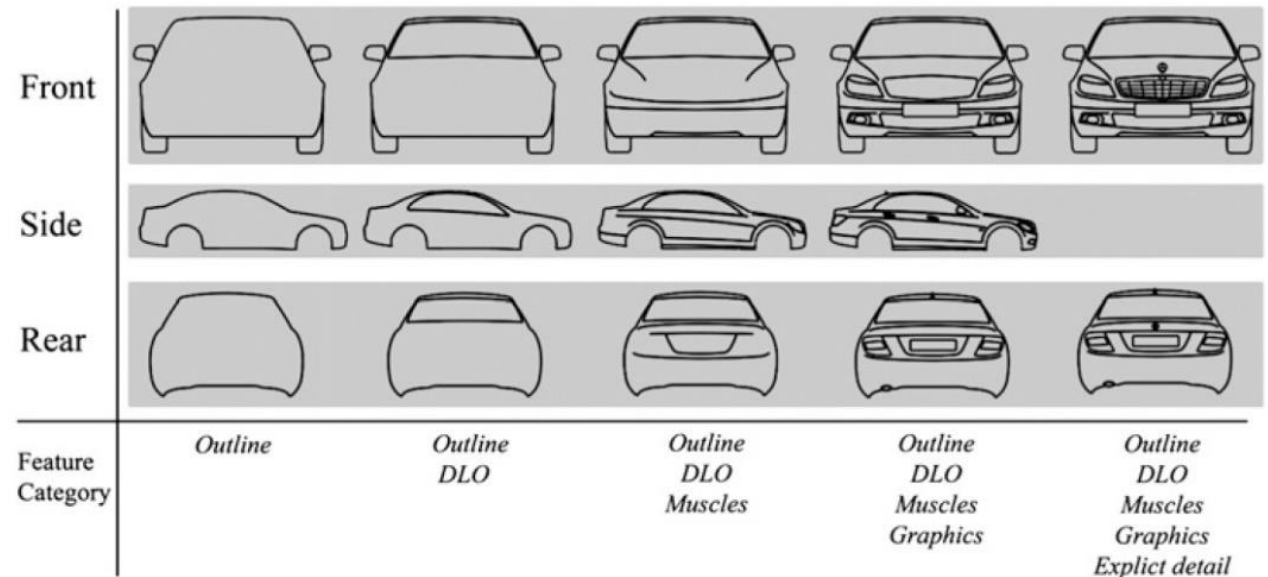 Front
Side
Rear
Feature
Category
Outline
Outline
DLO
Outline
DLO
Muscles
Outline
DLO
Muscles
Graphics
Outline
DLO
Muscles
Graphics
Explict detail